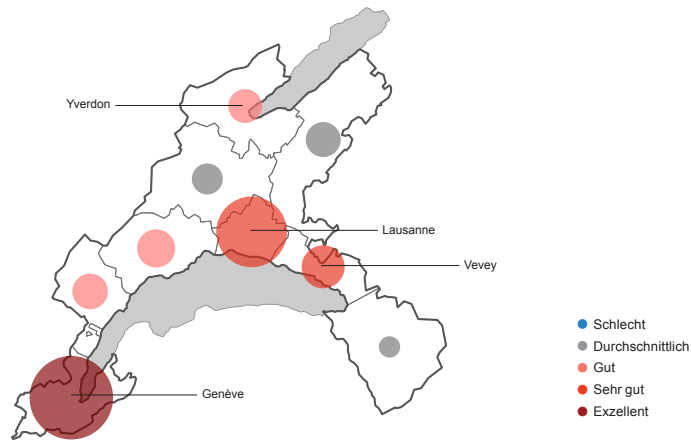 Yverdon
Lausanne
Vevey
Genève
Schlecht
Durchschnittlich
Gut
Sehr gut
Exzellent